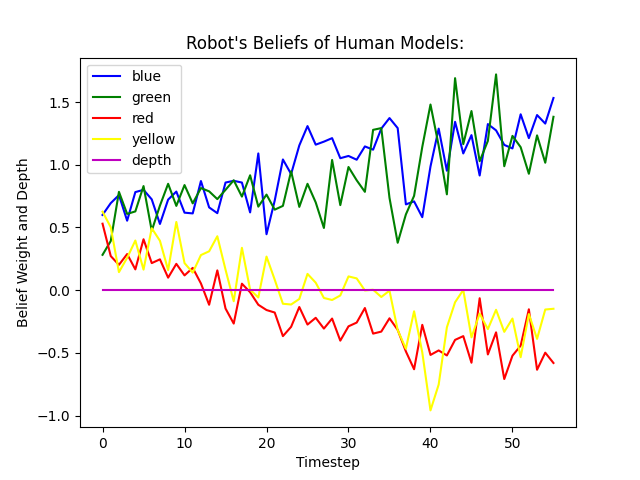 Robot's Beliefs of Human Models:
blue
green
red
yellow
depth
Belief Weight and Depth
1.5
1.0
0.5
0.0
−0.5
−1.0
0 10 20 30 40 50
Timestep